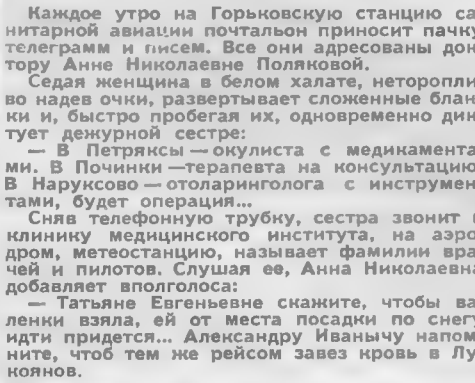 Каждое утро на Горьковскую станцию са
нитарной авиации почтальон приносит пачку
телеграмм и писем. Все они адресованы док
тору Анне Николаевне Поляковой.
Седая женщина в белом халате, неторопли
во надев очки, развертывает сложенные блан
ки и, быстро пробегая их, одновременно дик
тует дежурной сестре:
— В Петряксы — окулиста с медикамента
ми. В Починки — терапевта на консультацию
В Наруксово — отоларинголога с инструмен
тами, будет операция...
Сняв телефонную трубку, сестра звонит в
клинику медицинского института, на аэро
дром, метеостанцию, называет фамилии вра
чей и пилотов. Слушая ее, Анна Николаевна
добавляет вполголоса:
— Татьяне Евгеньевне скажите, чтобы ва
ленки взяла, ей от места посадки по снегу
идти придется... Александру Иванычу напом
ните, чтоб тем же рейсом завез кровь в Лу
коянов.